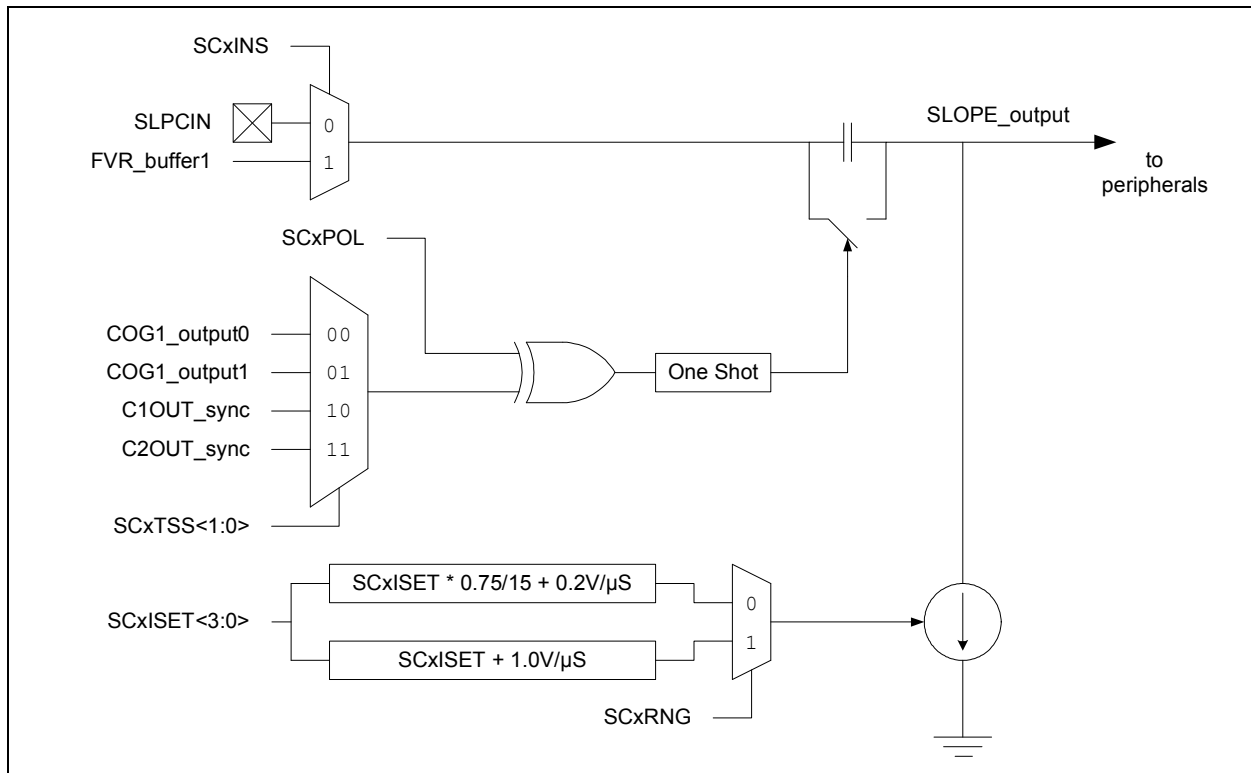 SCxINS
SLPCIN
0
FVR_buffer1
1
SLOPE_output
to
peripherals
SCxPOL
COG1_output0
00
COG1_output1
01
One Shot
C1OUT_sync
10
C2OUT_sync
11
SCxTSS<1:0>
SCxISET * 0.75/15 + 0.2V/µS
0
SCxISET<3:0>
1
SCxISET + 1.0V/µS
SCxRNG